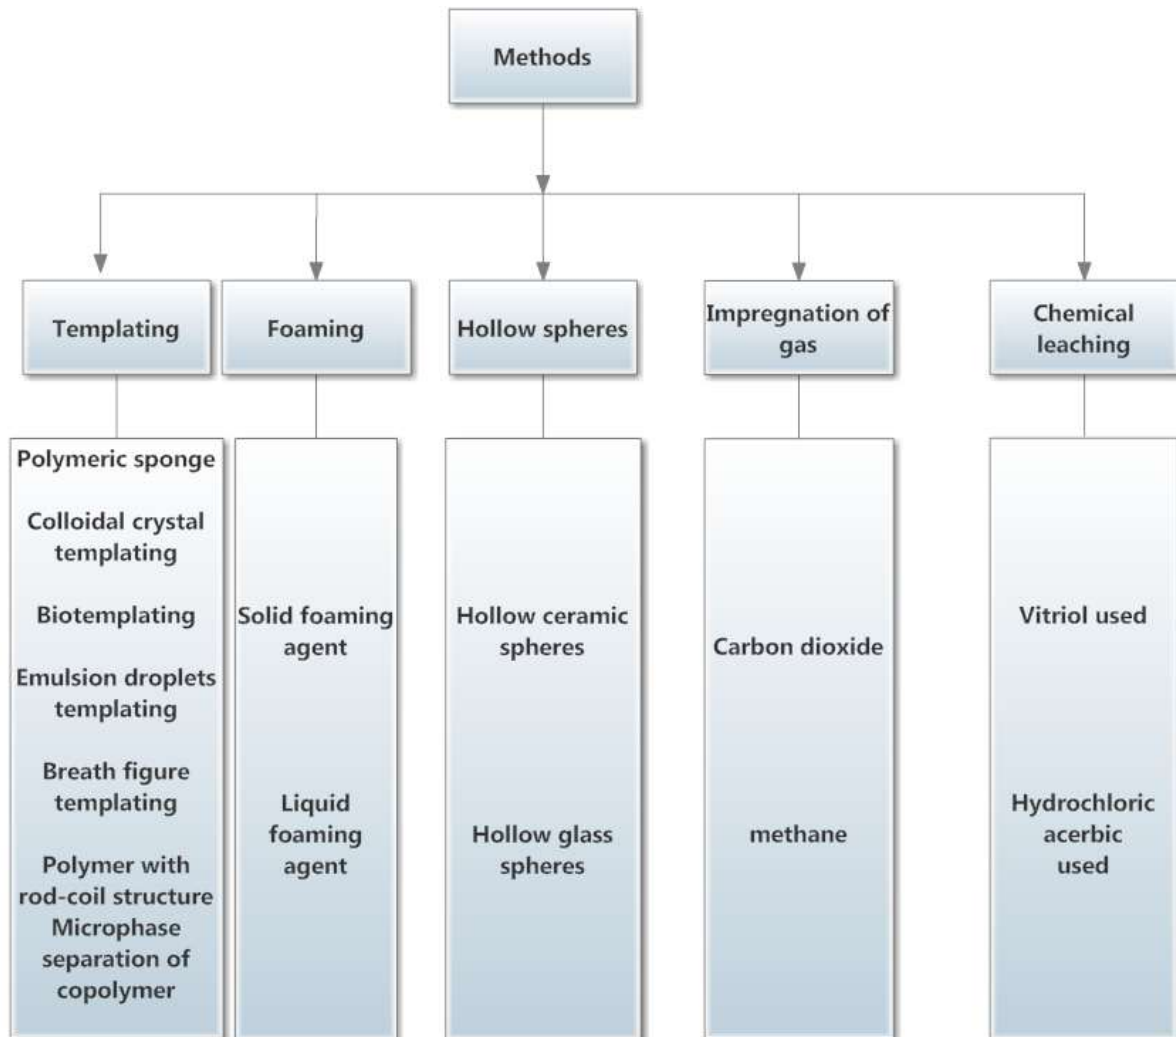 Methods
Templating
Foaming
Hollow spheres
Impregnation of
gas
Chemical
leaching
Polymeric sponge
Colloidal crystal
templating
Biotemplating
Emulsion droplets
templating
Breath figure
templating
Polymer with
rod-coil structure
Microphase
separation of
copolymer
Solid foaming
agent
Liquid
foaming
agent
Hollow ceramic
spheres
Hollow glass
spheres
Carbon dioxide
methane
Vitriol used
Hydrochloric
acerbic
used